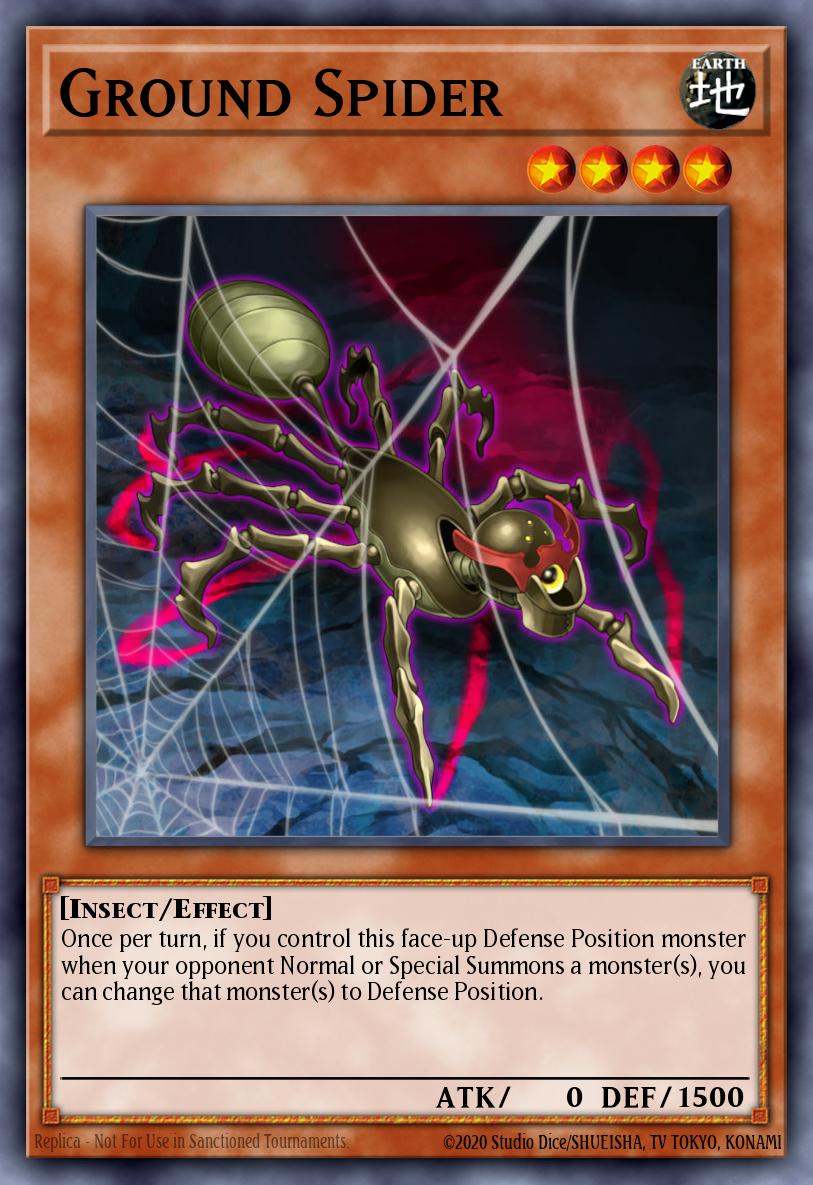 Ground Spider
EARTH
地
[Insect/Effect]
Once per turn, if you control this face-up Defense Position monster
when your opponent Normal or Special Summons a monster(s), you
can change that monster(s) to Defense Position.
ATK/ 0 DEF/1500
Replica - Not For Use in Sanctioned Tournaments.
©2020 Studio Dice/SHUEISHA, TV TOKYO, KONAMI